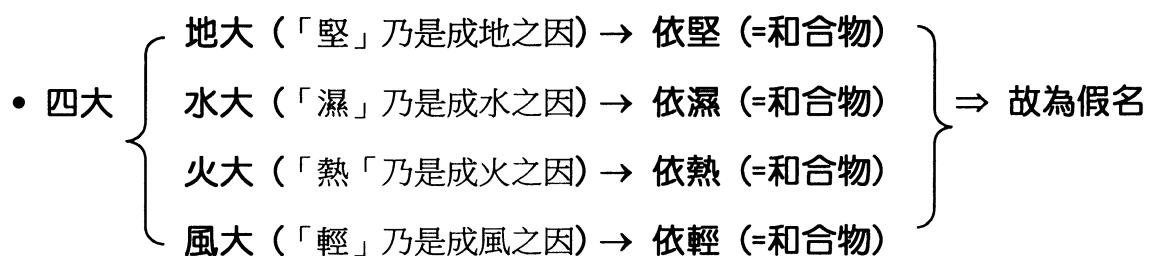 地大（「堅」乃是成地之因）→ 依堅（=和合物）
• 四大 水大（「濕」乃是成水之因）→ 依濕（=和合物） ⇒ 故為假名
火大（「熱「乃是成火之因）→ 依熱（=和合物）
風大（「輕」乃是成風之因）→ 依輕（=和合物）